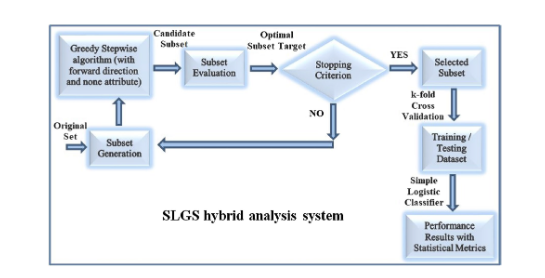 Greedy Stepwise
algorithm (with
forward direction
and none attribute)
Candidate
Subset
Subset
Evaluation
Optimal
Subset Target
Stopping
Criterion
YES
Selected
Subset
NO
k-fold
Cross
Validation
Original
Set
Subset
Generation
Training /
Testing
Dataset
Simple
Logistic
Classifier
SLGS hybrid analysis system
Performance
Results with
Statistical Metrics